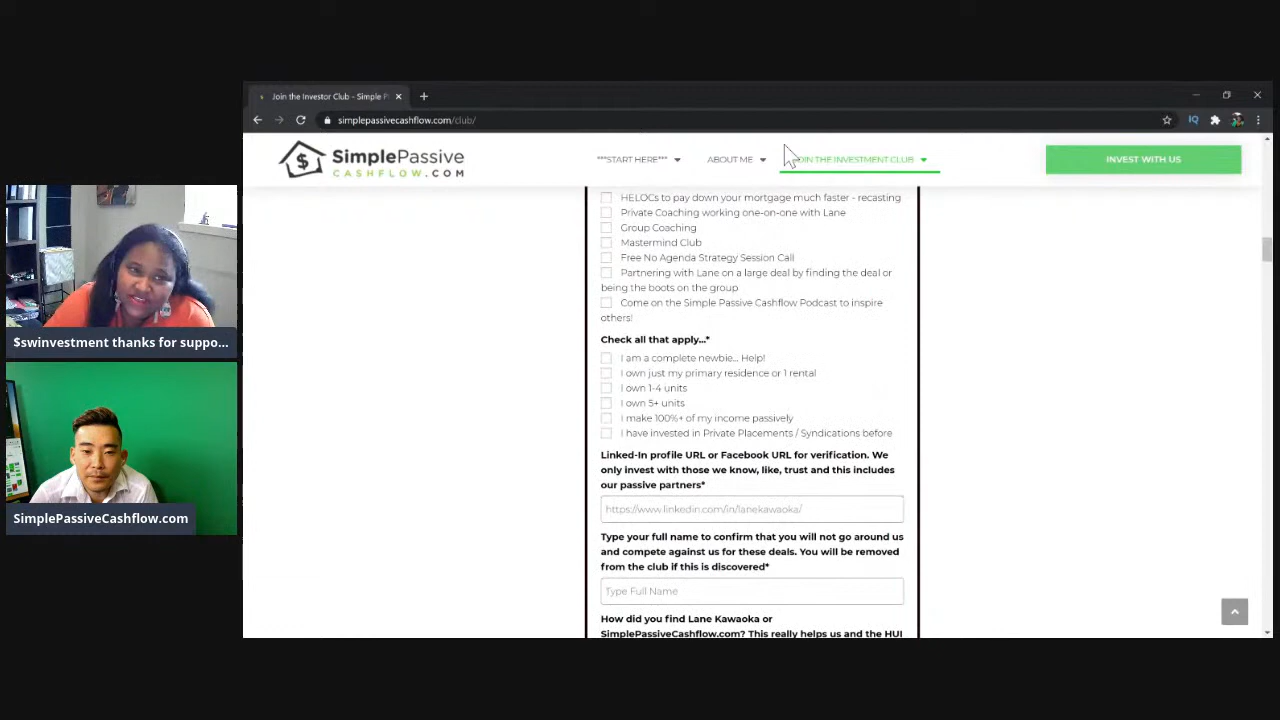 Join the Investor Club - Simple P
simplepassivecashflow.com/club/
IQ
SimplePassive
CASHFLOW.COM
***START HERE***
ABOUT ME
JOIN THE INVESTMENT CLUB
INVEST WITH US
HELOCs to pay down your mortgage much faster - recasting
Private Coaching working one-on-one with Lane
Group Coaching
Mastermind Club
Free No Agenda Strategy Session Call
Partnering with Lane on a large deal by finding the deal or
being the boots on the group
Come on the Simple Passive Cashflow Podcast to inspire
others!
Check all that apply...*
I am a complete newbie... Help!
I own just my primary residence or 1 rental
I own 1-4 units
I own 5+ units
I make 100%+ of my income passively
I have invested in Private Placements / Syndications before
Linked-In profile URL or Facebook URL for verification. We
only invest with those we know, like, trust and this includes
our passive partners*
https://www.linkedin.com/in/lanekawaoka/
Type your full name to confirm that you will not go around us
and compete against us for these deals. You will be removed
from the club if this is discovered*
Type Full Name
How did you find Lane Kawaoka or
SimplePassiveCashflow.com? This really helps us and the HUI
$swinvestment thanks for suppo...
SimplePassiveCashflow.com